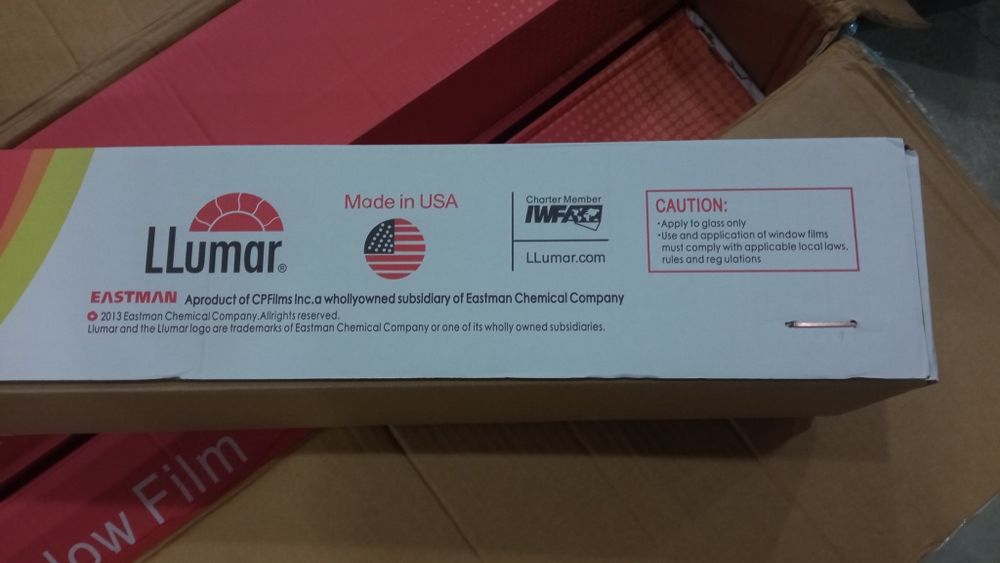 LLumar®
Made in USA
Charter Member
IWFA
LLumar.com
CAUTION:
·Apply to glass only
·Use and application of window films
must comply with applicable local laws,
rules and reg ulations
EASTMAN Aproduct of CPFilms Inc.a whollyowned subsidiary of Eastman Chemical Company
2013 Eastman Chemical Company.Allrights reserved.
Llumar and the Llumar logo are trademarks of Eastman Chemical Company or one of its wholly owned subsidiaries.
low Film